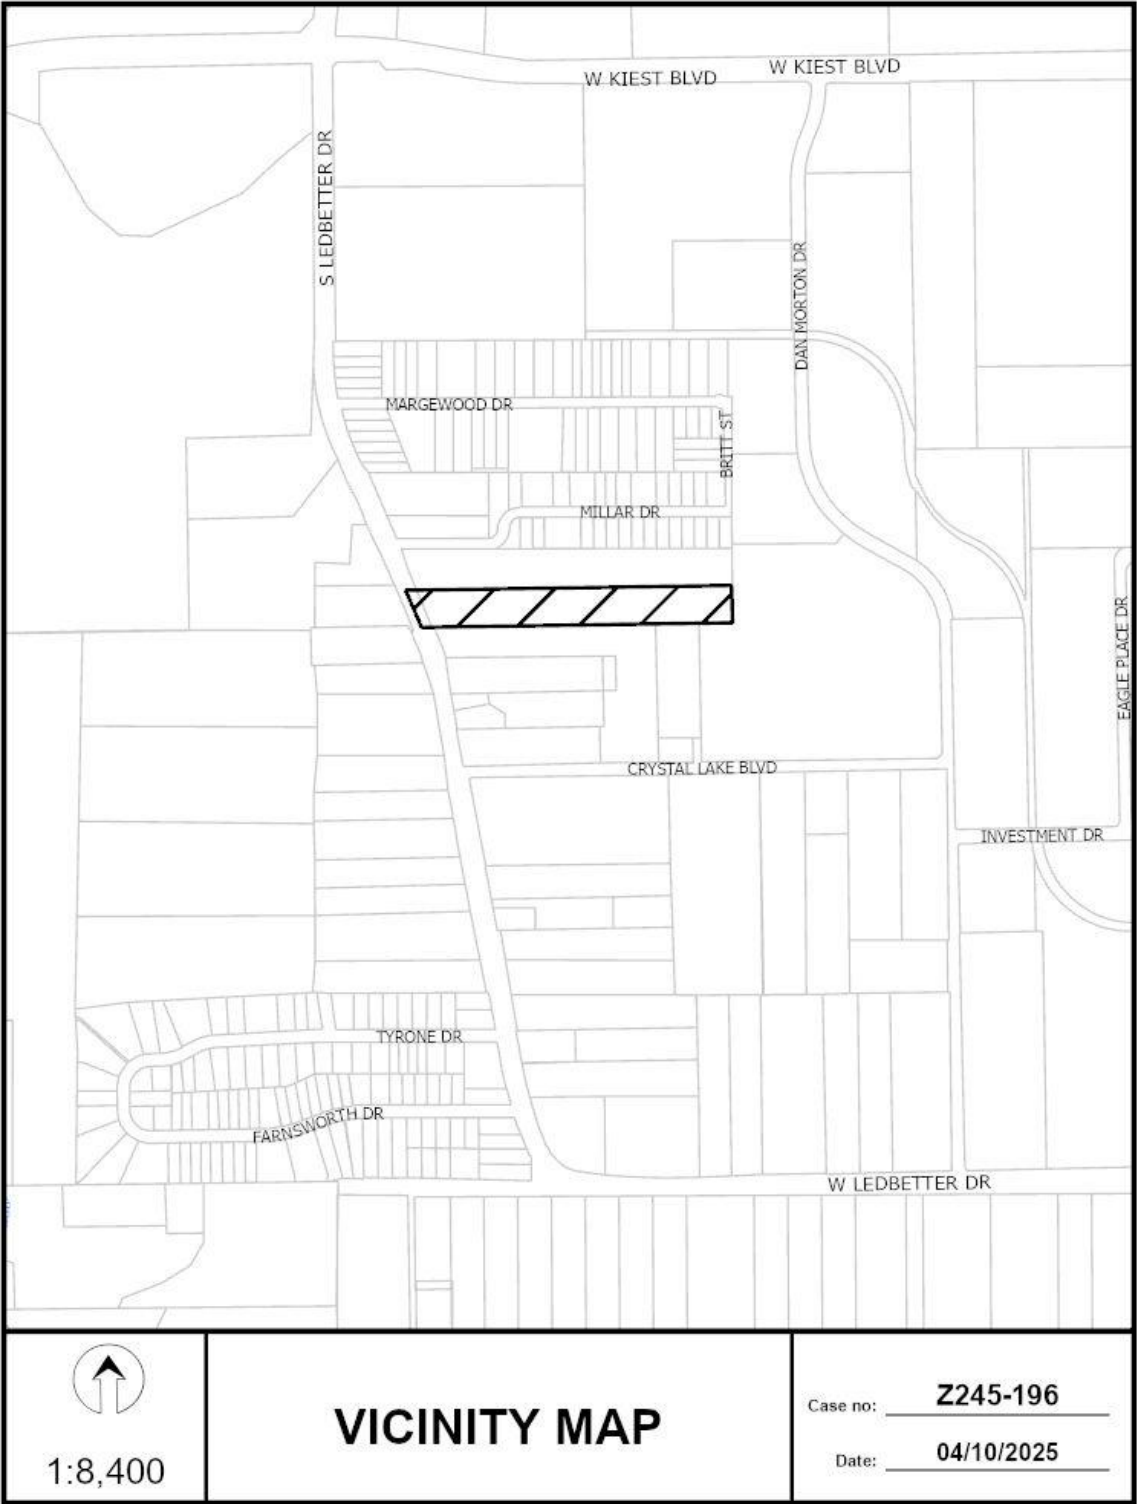 W KIEST BLVD
W KIEST BLVD
S LEDBETTER DR
DAN MORTON DR
MARGEWOOD DR
BRITT ST
MILLAR DR
EAGLE PLACE DR
CRYSTAL LAKE BLVD
INVESTMENT DR
TYRONE DR
FARNSWORTH DR
W LEDBETTER DR
1:8,400
VICINITY MAP
Case no: Z245-196
Date: 04/10/2025